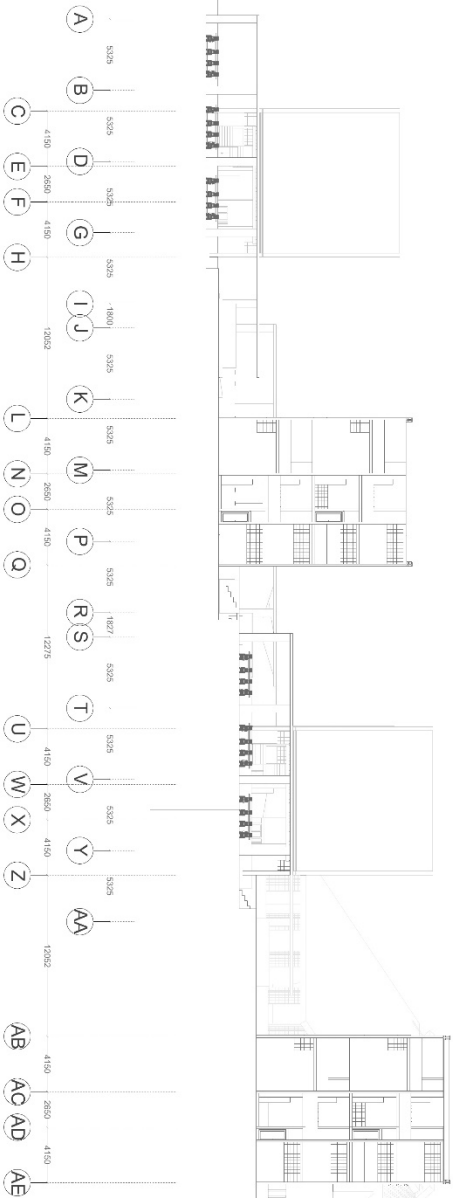 5325 5325 5325 5325 1800 5325 5325 5325 5325 1827 5325 5325 5325 5325
A B D G I J K M P R S T V Y AA
4150 2650 4150 12052 4150 2650 4150 12275 4150 2650 4150 12052 4150 2650 4150
C E F H L N O Q U W X Z AB AC AD AE